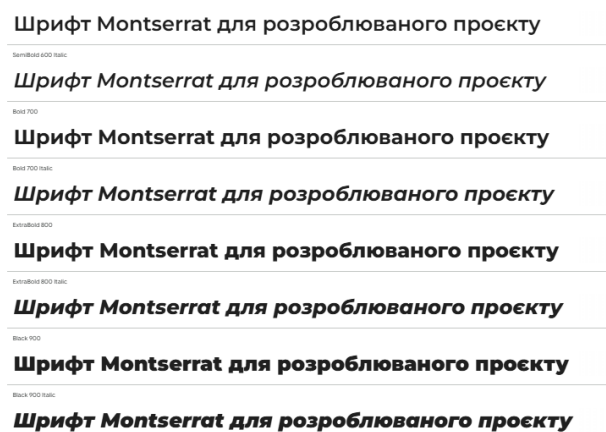 Шрифт Montserrat для розроблюваного проєкту
SemiBold 600 Italic
Шрифт Montserrat для розроблюваного проєкту
Bold 700
Шрифт Montserrat для розроблюваного проєкту
Bold 700 Italic
Шрифт Montserrat для розроблюваного проєкту
ExtraBold 800
Шрифт Montserrat для розроблюваного проєкту
ExtraBold 800 Italic
Шрифт Montserrat для розроблюваного проєкту
Black 900
Шрифт Montserrat для розроблюваного проєкту
Black 900 Italic
Шрифт Montserrat для розроблюваного проєкту